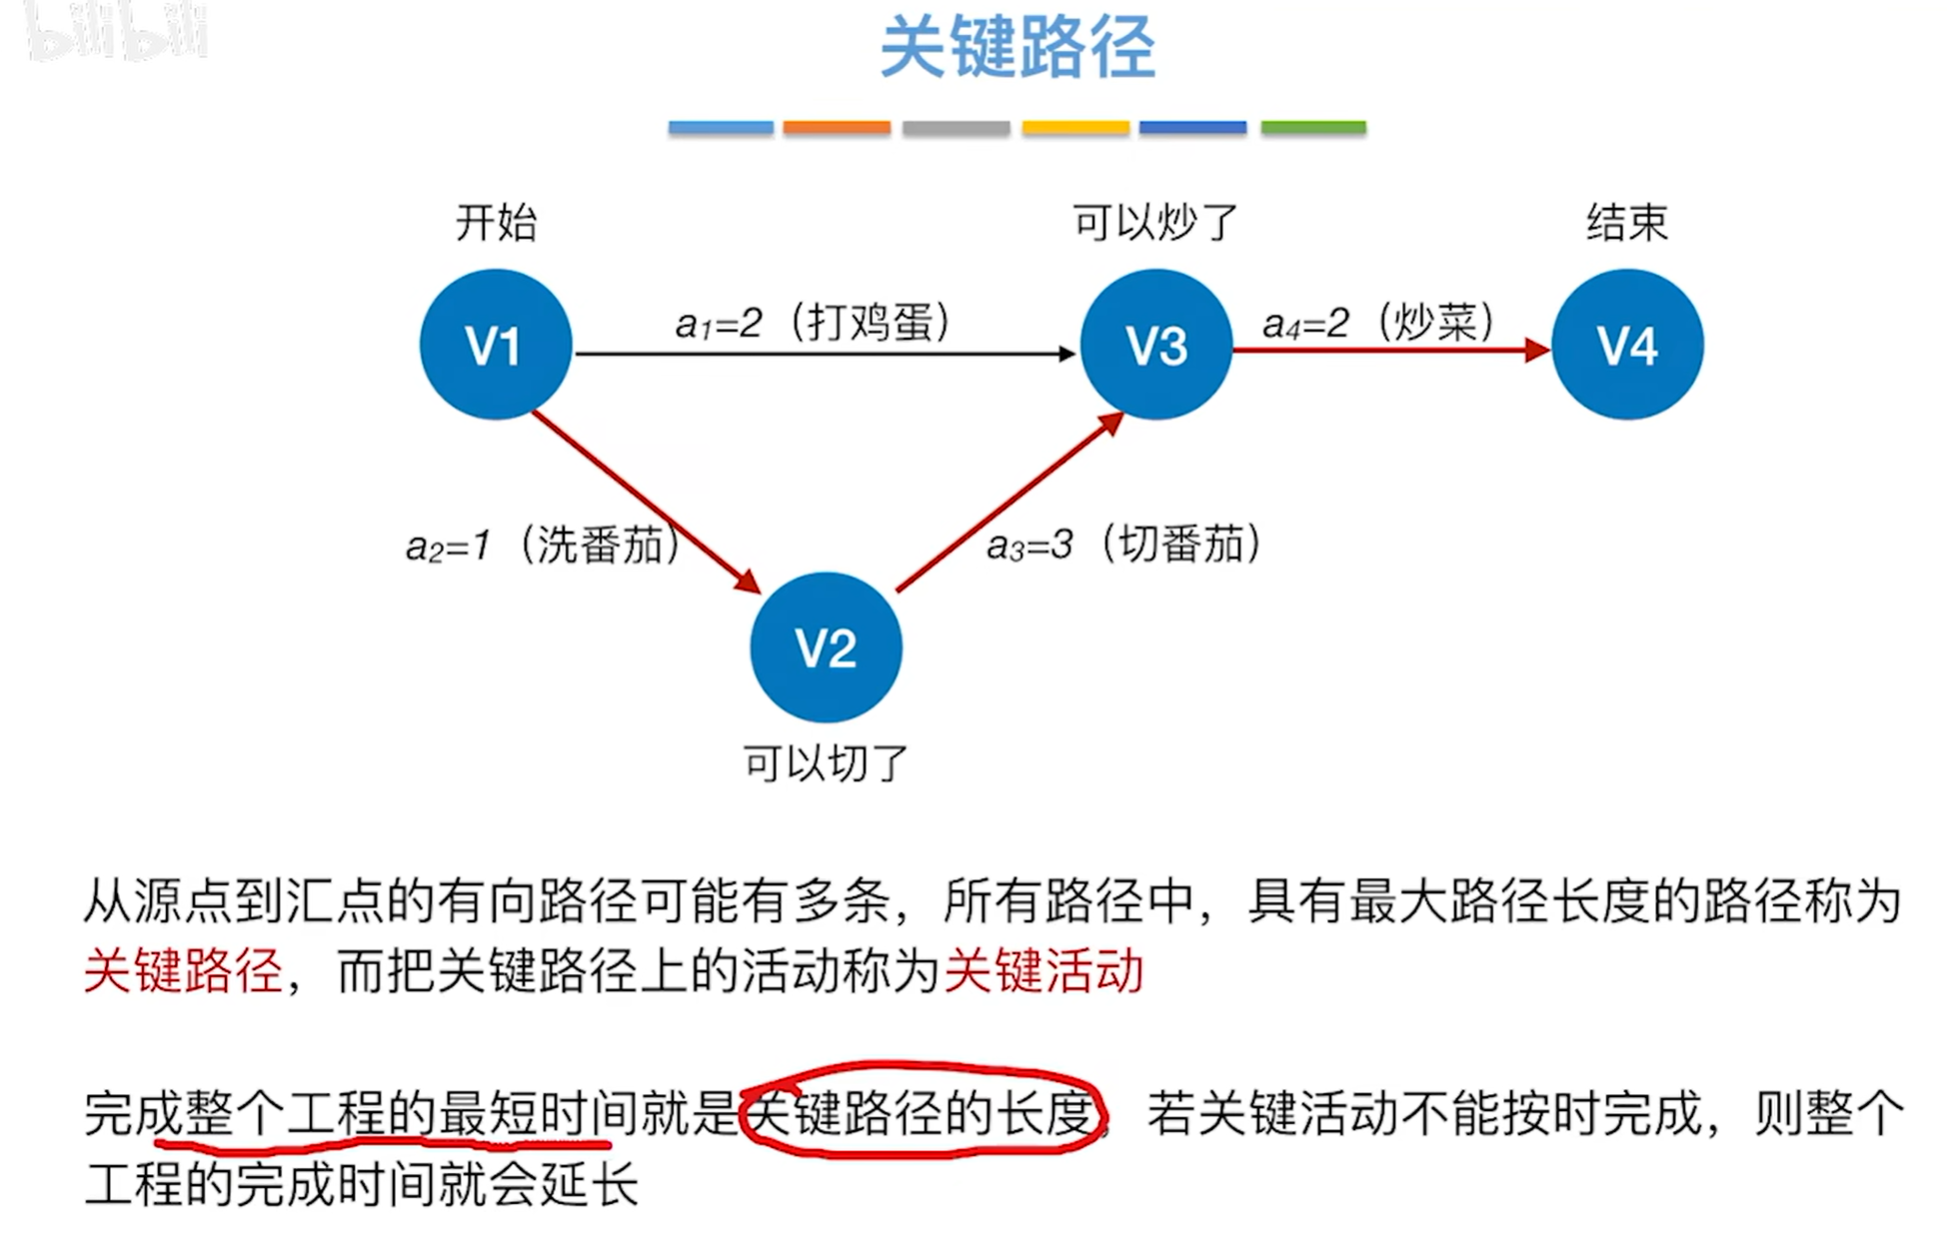 bilibili
关键路径
开始
可以炒了
结束
V1
a₁=2（打鸡蛋）
V3
a₄=2（炒菜）
V4
a₂=1（洗番茄）
a₃=3（切番茄）
V2
可以切了
从源点到汇点的有向路径可能有多条，所有路径中，具有最大路径长度的路径称为
关键路径，而把关键路径上的活动称为关键活动
完成整个工程的最短时间就是关键路径的长度，若关键活动不能按时完成，则整个
工程的完成时间就会延长